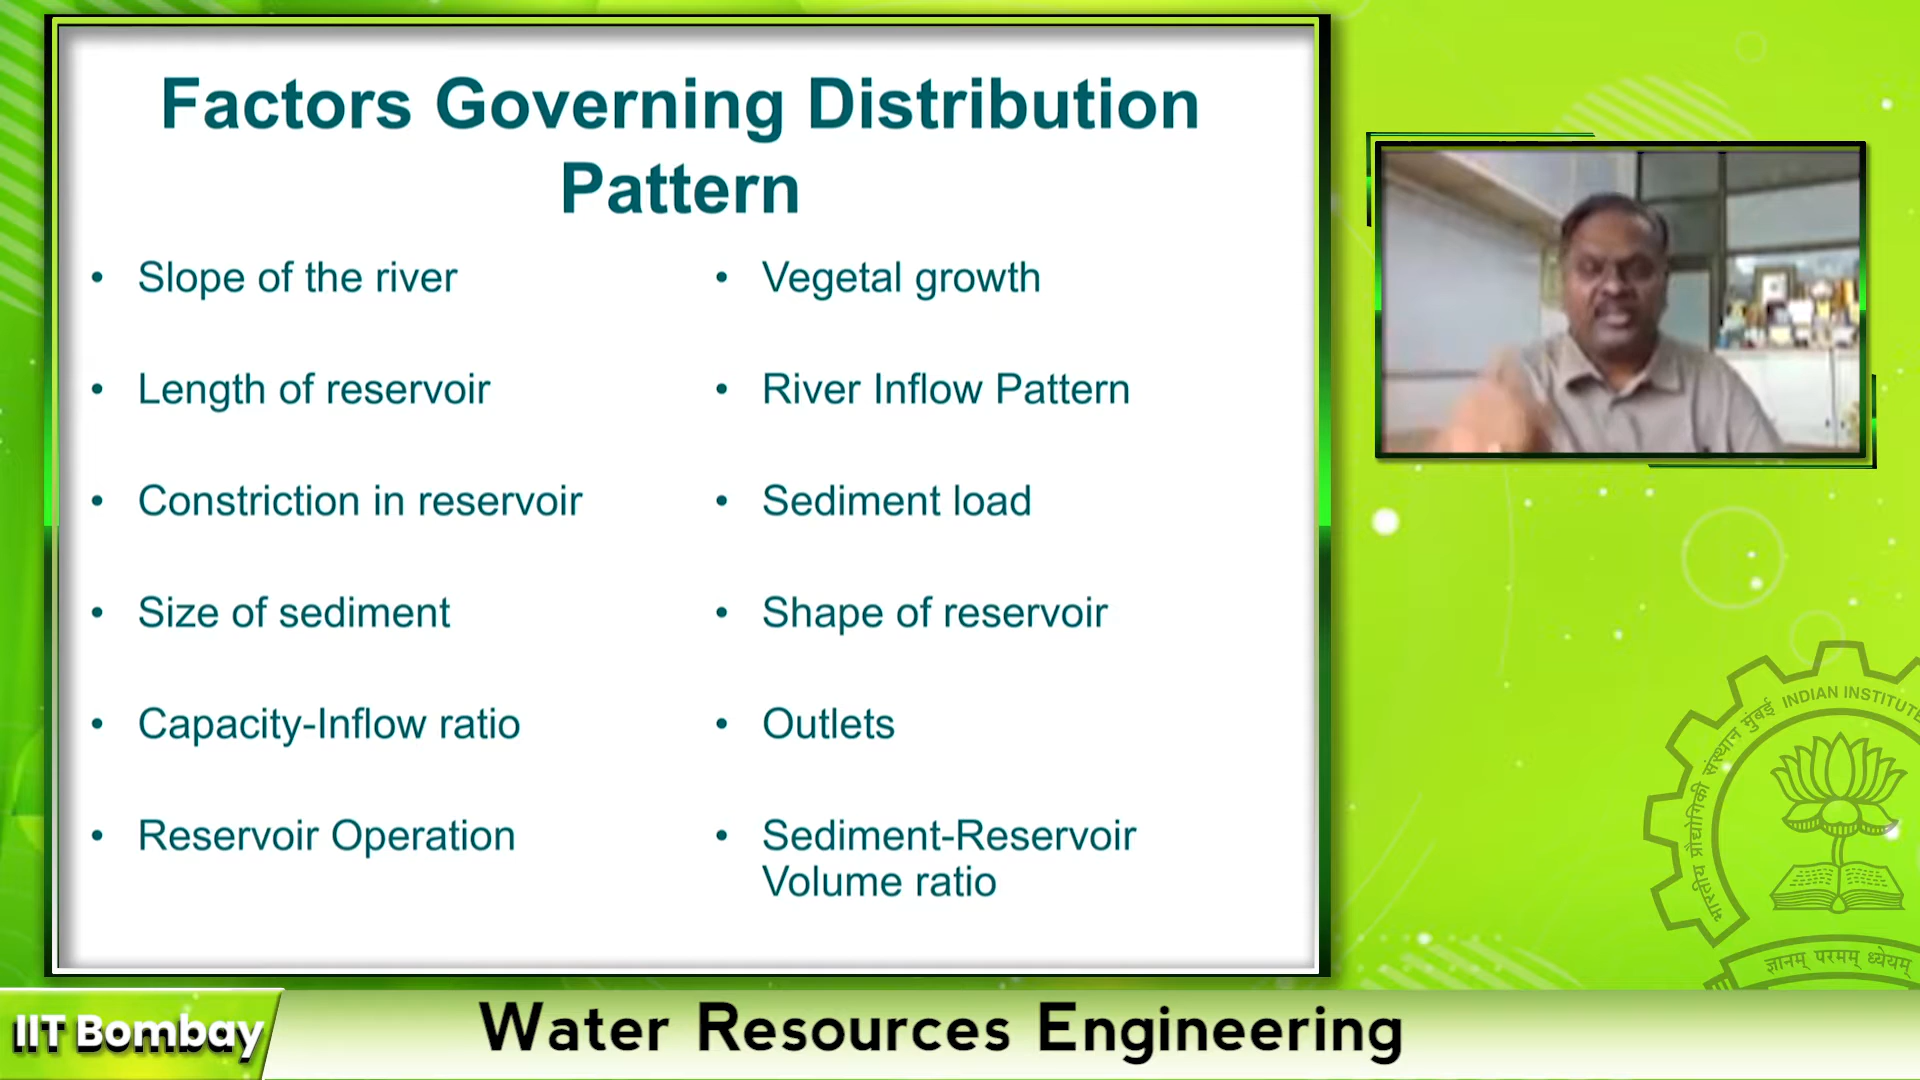 Factors Governing Distribution
Pattern
• Slope of the river
• Length of reservoir
• Constriction in reservoir
• Size of sediment
• Capacity-Inflow ratio
• Reservoir Operation
• Vegetal growth
• River Inflow Pattern
• Sediment load
• Shape of reservoir
• Outlets
• Sediment-Reservoir
Volume ratio
भारतीय प्रौद्योगिकी संस्थान मुंबई INDIAN INSTITUTE
ज्ञानम् परमम् ध्येयम्
IIT Bombay
Water Resources Engineering